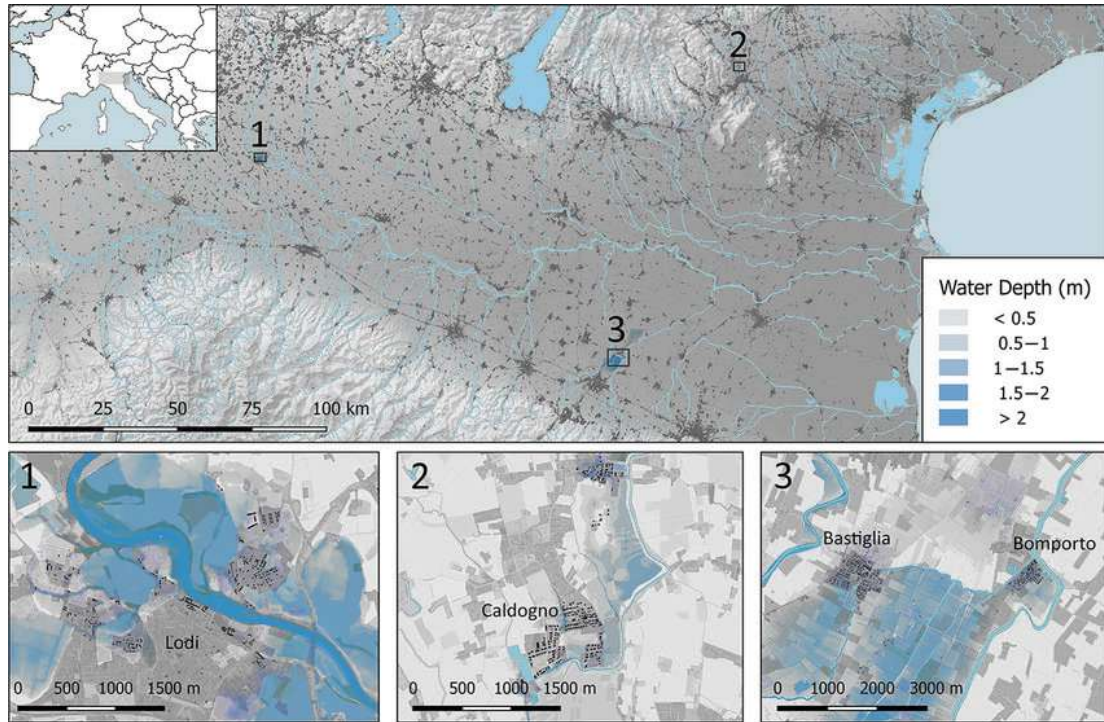 1
2
3
Water Depth (m)
< 0.5
0.5–1
1–1.5
1.5–2
> 2
0 25 50 75 100 km
1
Lodi
0 500 1000 1500 m
2
Caldogno
0 500 1000 1500 m
3
Bastiglia
Bomporto
0 1000 2000 3000 m